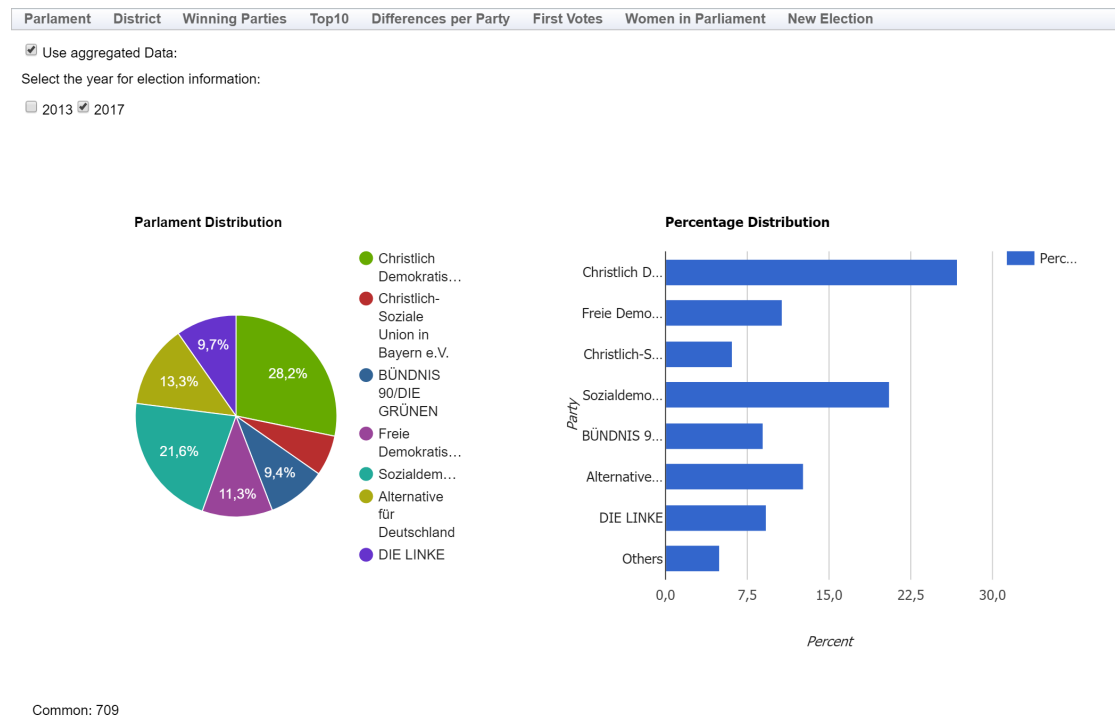 Parlament District Winning Parties Top10 Differences per Party First Votes Women in Parliament New Election
Use aggregated Data:
Select the year for election information:
2013 2017
Parlament Distribution
28,2%
9,4%
11,3%
21,6%
13,3%
9,7%
Christlich
Demokratis...
Christlich-
Soziale
Union in
Bayern e.V.
BÜNDNIS
90/DIE
GRÜNEN
Freie
Demokratis...
Sozialdem...
Alternative
für
Deutschland
DIE LINKE
Percentage Distribution
Perc...
Party
Christlich D...
Freie Demo...
Christlich-S...
Sozialdemo...
BÜNDNIS 9...
Alternative...
DIE LINKE
Others
0,0 7,5 15,0 22,5 30,0
Percent
Common: 709